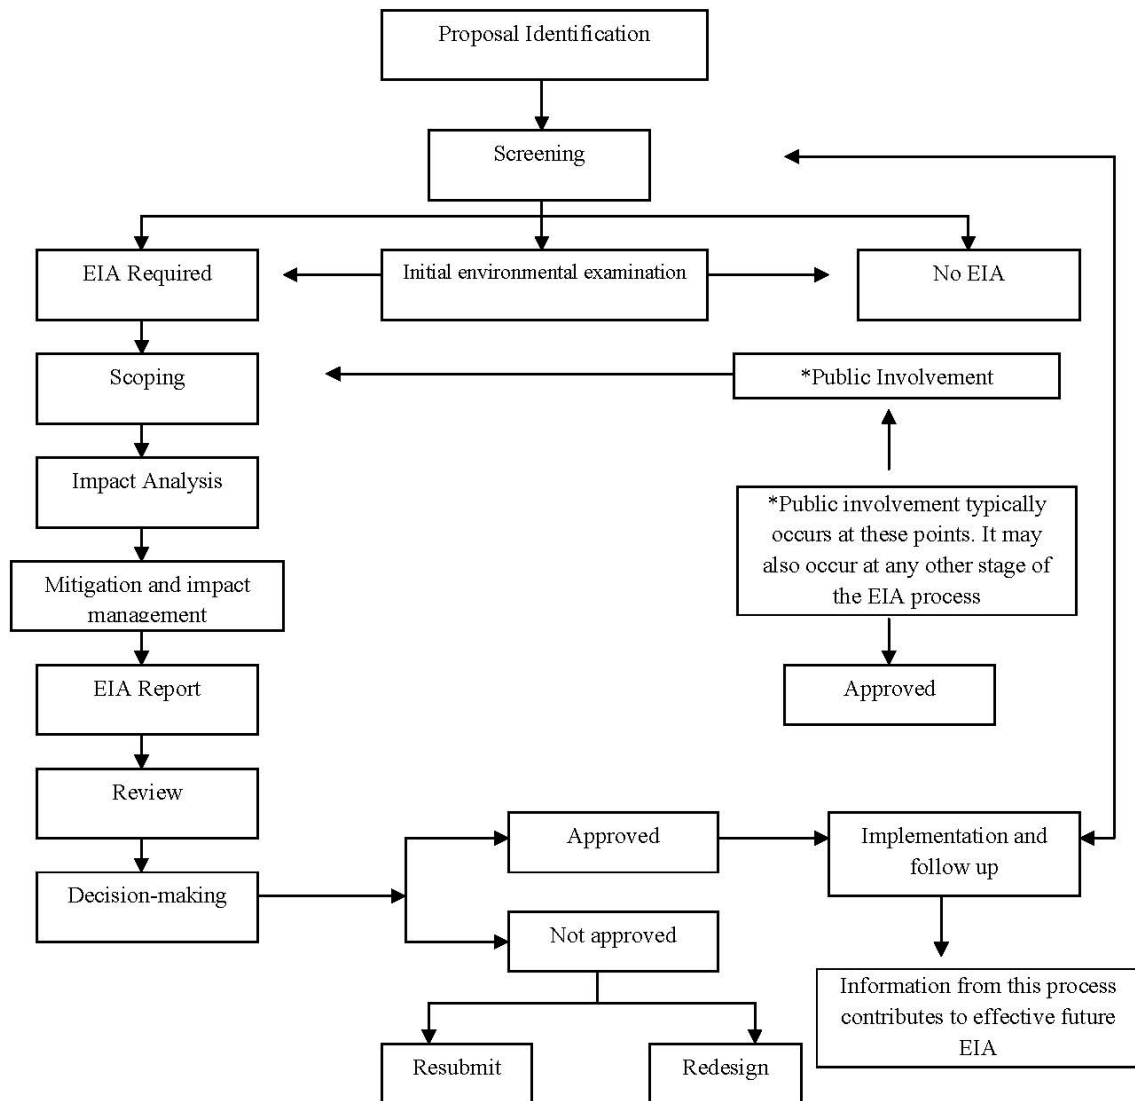 Proposal Identification
Screening
EIA Required
Initial environmental examination
No EIA
Scoping
*Public Involvement
Impact Analysis
*Public involvement typically
occurs at these points. It may
also occur at any other stage of
the EIA process
Mitigation and impact
management
EIA Report
Approved
Review
Approved
Implementation and
follow up
Decision-making
Not approved
Information from this process
contributes to effective future
EIA
Resubmit
Redesign